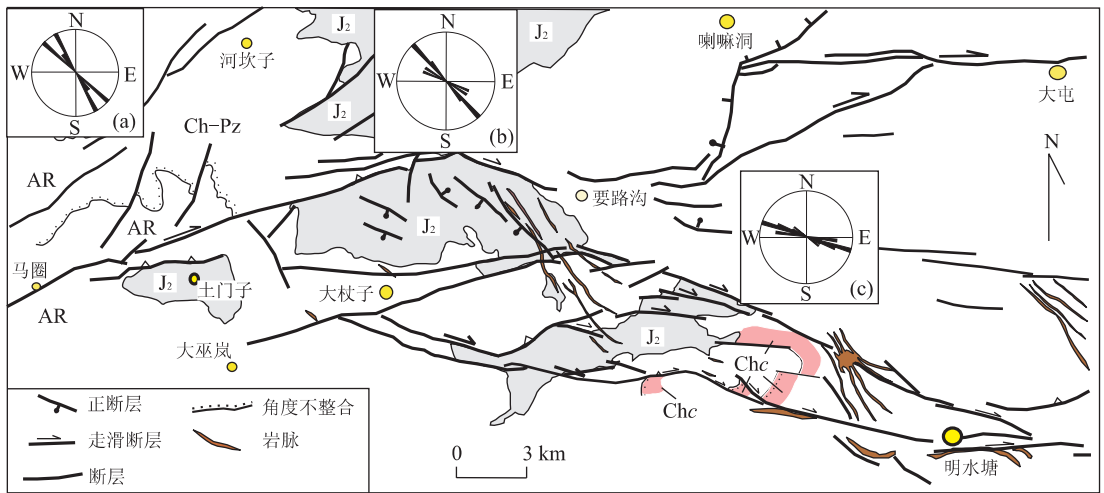 N
W
E
S
(a)
河坎子
J₂
J₂
J₂
N
W
E
S
(b)
喇嘛洞
大屯
N
Ch-Pz
AR
AR
AR
马圈
J₂
土门子
大杖子
大巫岚
J₂
要路沟
N
W
E
S
(c)
J₂
Chc
Chc
明水塘
正断层
走滑断层
断层
角度不整合
岩脉
0
3 km